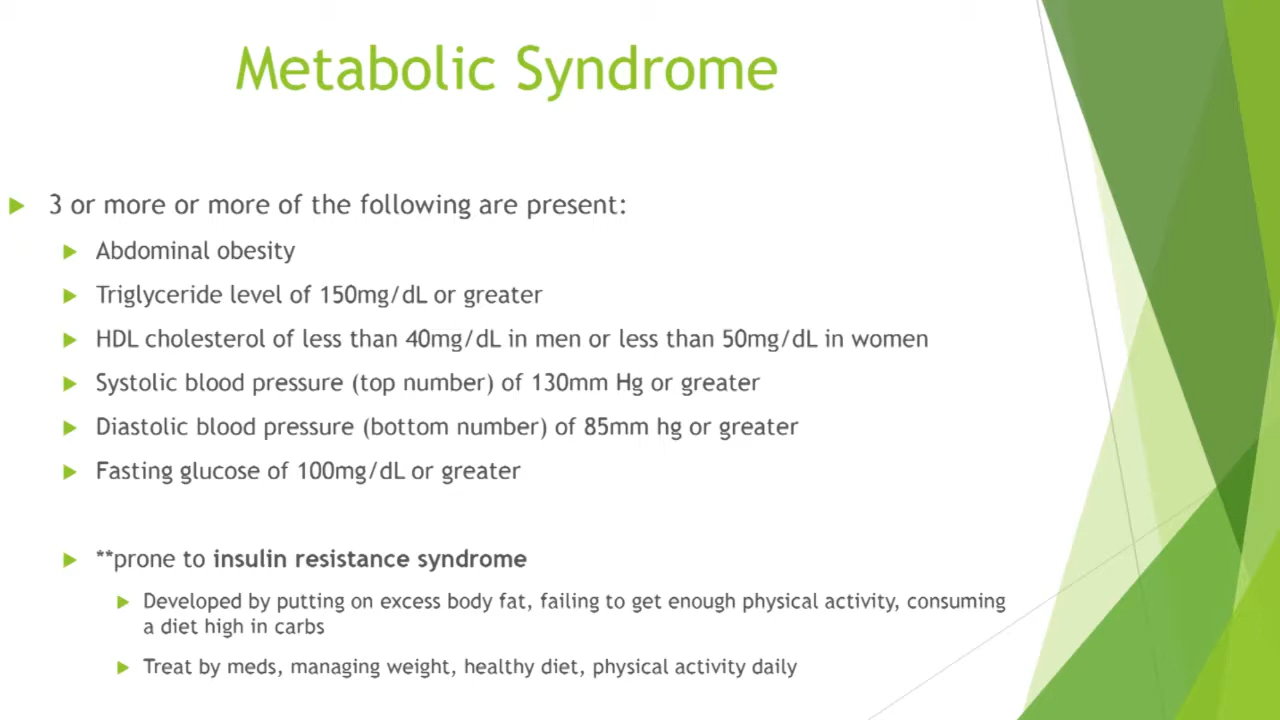 Metabolic Syndrome
3 or more or more of the following are present:
Abdominal obesity
Triglyceride level of 150mg/dL or greater
HDL cholesterol of less than 40mg/dL in men or less than 50mg/dL in women
Systolic blood pressure (top number) of 130mm Hg or greater
Diastolic blood pressure (bottom number) of 85mm hg or greater
Fasting glucose of 100mg/dL or greater
**prone to insulin resistance syndrome
Developed by putting on excess body fat, failing to get enough physical activity, consuming
a diet high in carbs
Treat by meds, managing weight, healthy diet, physical activity daily